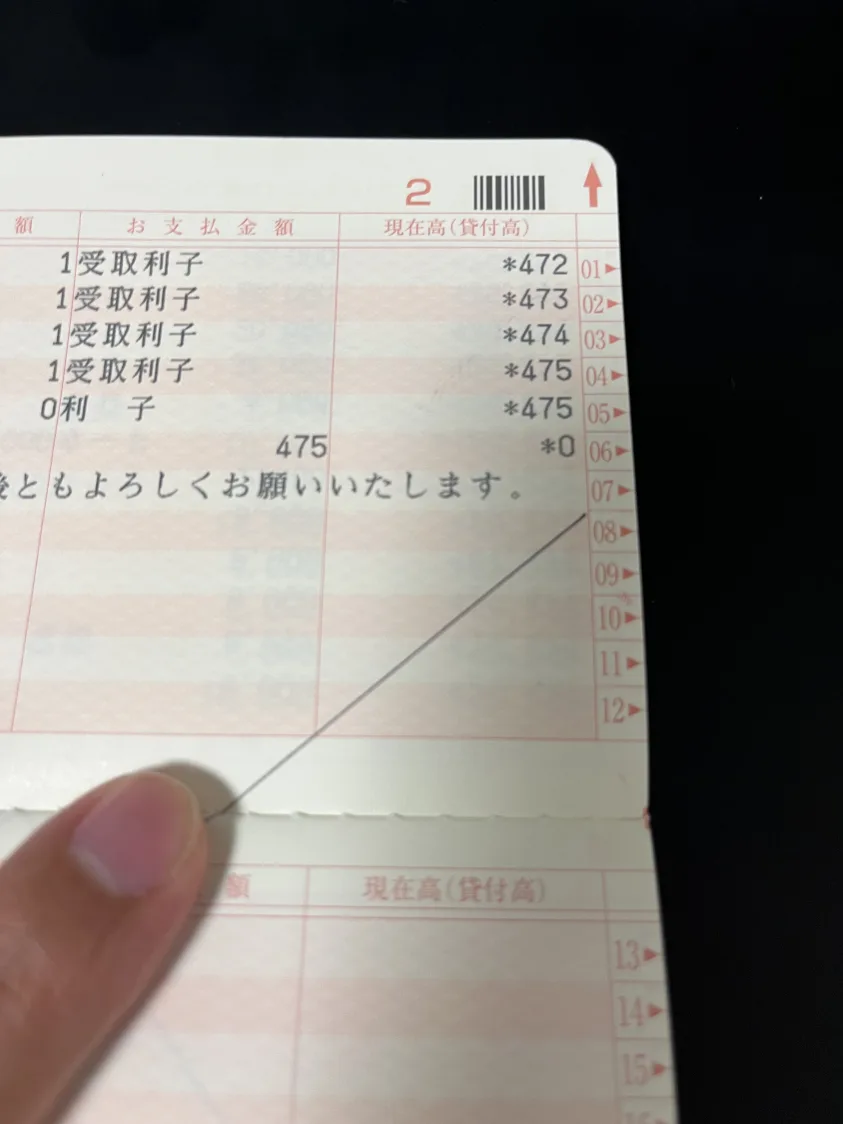 2
額 お支払金額 現在高(貸付高)
1受取利子 *472 01▶
1受取利子 *473 02▶
1受取利子 *474 03▶
1受取利子 *475 04▶
0利 子 *475 05▶
475 *0 06▶
後ともよろしくお願いいたします。 07▶
08▶
09▶
10▶
11▶
12▶
額 現在高(貸付高)
13▶
14▶
15▶
16▶